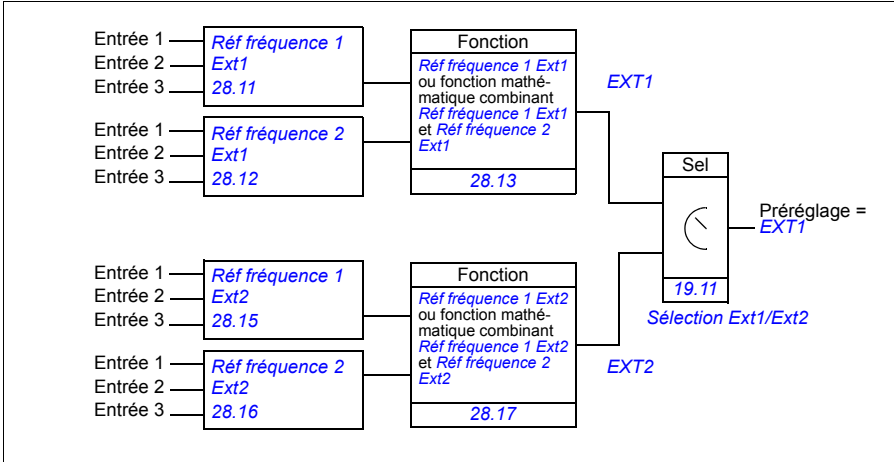 Entrée 1
Entrée 2
Entrée 3
Réf fréquence 1
Ext1
28.11
Entrée 1
Entrée 2
Entrée 3
Réf fréquence 2
Ext1
28.12
Fonction
Réf fréquence 1 Ext1
ou fonction mathé-
matique combinant
Réf fréquence 1 Ext1
et Réf fréquence 2
Ext1
28.13
EXT1
Entrée 1
Entrée 2
Entrée 3
Réf fréquence 1
Ext2
28.15
Entrée 1
Entrée 2
Entrée 3
Réf fréquence 2
Ext2
28.16
Fonction
Réf fréquence 1 Ext2
ou fonction mathé-
matique combinant
Réf fréquence 1 Ext2
et Réf fréquence 2
Ext2
28.17
EXT2
Sel
19.11
Sélection Ext1/Ext2
Préréglage =
EXT1